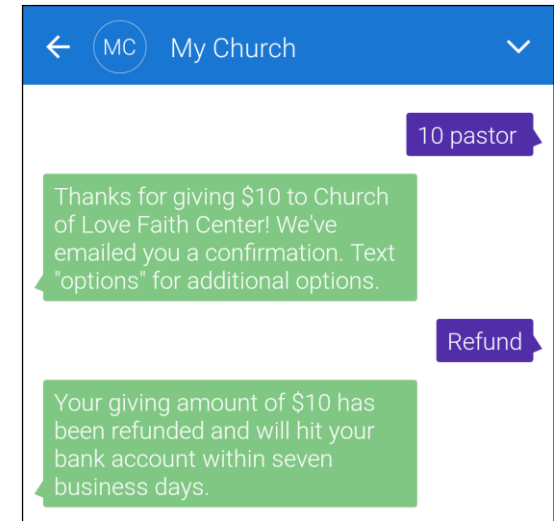 MC My Church
10 pastor
Thanks for giving $10 to Church
of Love Faith Center! We've
emailed you a confirmation. Text
"options" for additional options.
Refund
Your giving amount of $10 has
been refunded and will hit your
bank account within seven
business days.